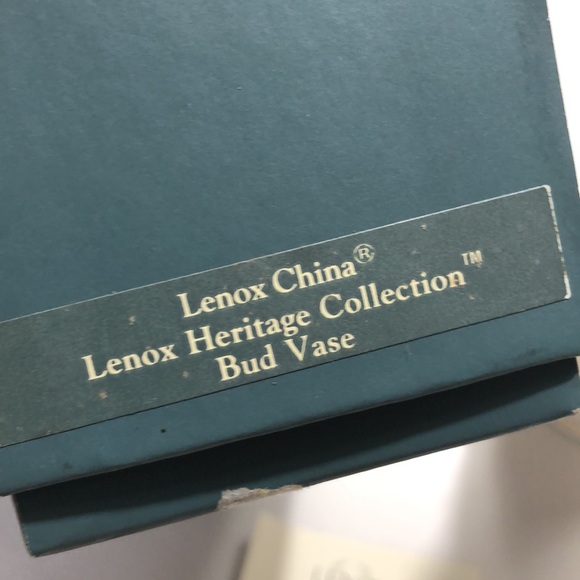 Lenox China®
Lenox Heritage Collection™
Bud Vase